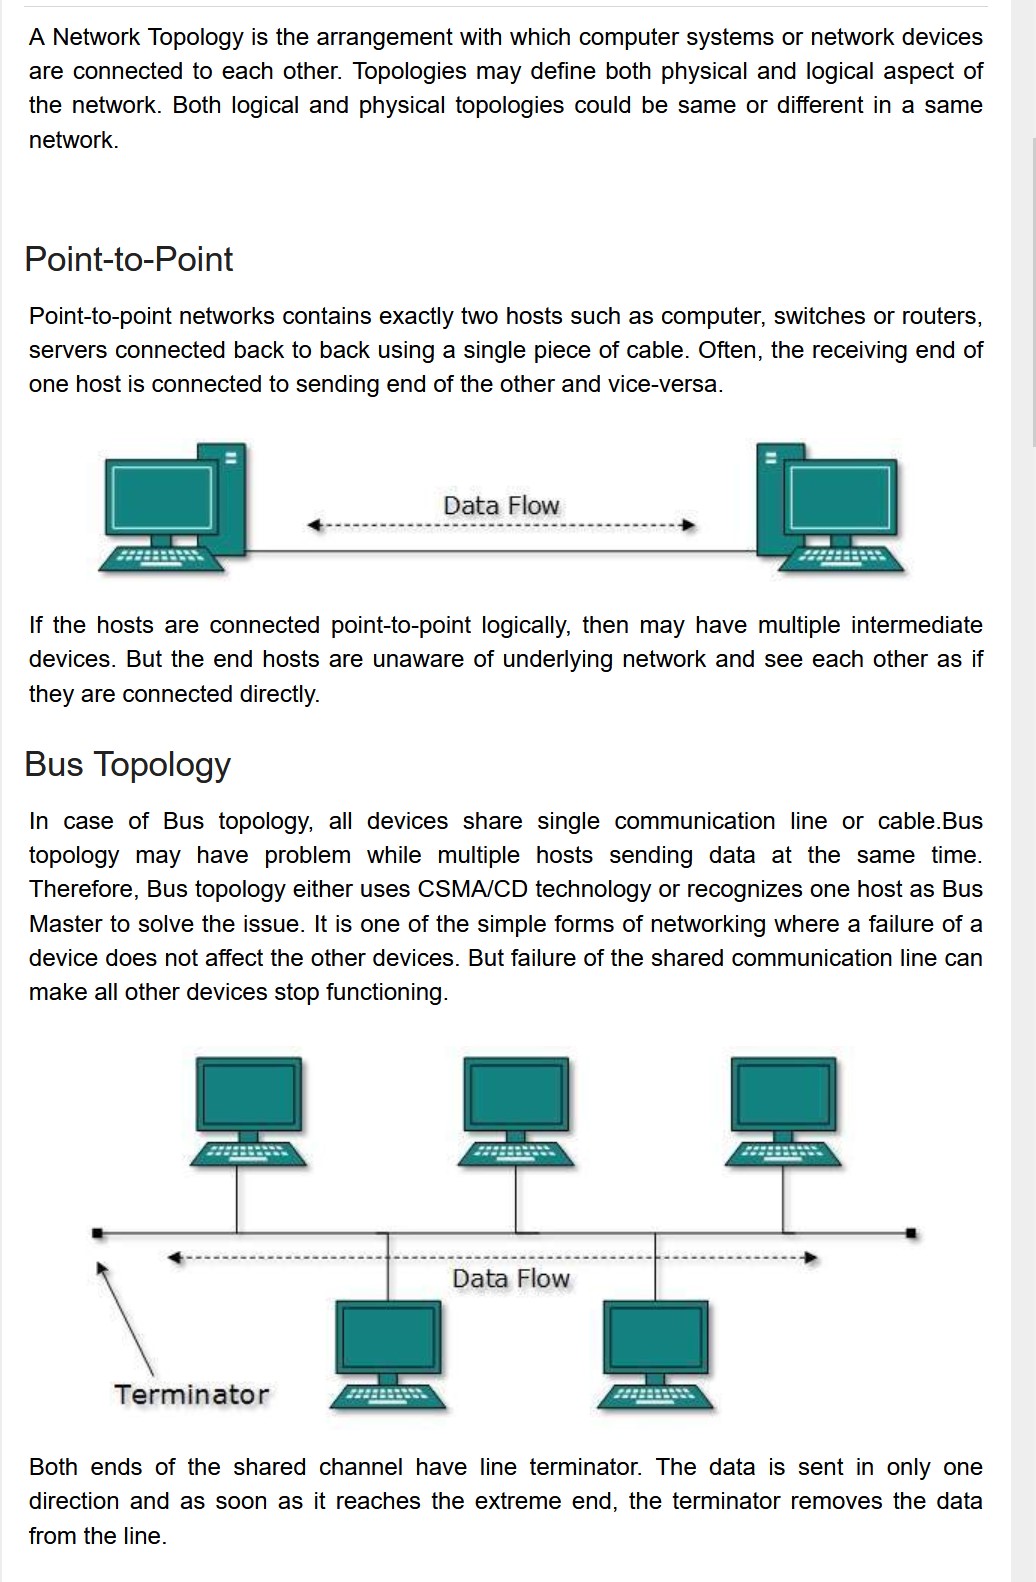 A Network Topology is the arrangement with which computer systems or network devices
are connected to each other. Topologies may define both physical and logical aspect of
the network. Both logical and physical topologies could be same or different in a same
network.
Point-to-Point
Point-to-point networks contains exactly two hosts such as computer, switches or routers,
servers connected back to back using a single piece of cable. Often, the receiving end of
one host is connected to sending end of the other and vice-versa.
Data Flow
If the hosts are connected point-to-point logically, then may have multiple intermediate
devices. But the end hosts are unaware of underlying network and see each other as if
they are connected directly.
Bus Topology
In case of Bus topology, all devices share single communication line or cable.Bus
topology may have problem while multiple hosts sending data at the same time.
Therefore, Bus topology either uses CSMA/CD technology or recognizes one host as Bus
Master to solve the issue. It is one of the simple forms of networking where a failure of a
device does not affect the other devices. But failure of the shared communication line can
make all other devices stop functioning.
Data Flow
Terminator
Both ends of the shared channel have line terminator. The data is sent in only one
direction and as soon as it reaches the extreme end, the terminator removes the data
from the line.